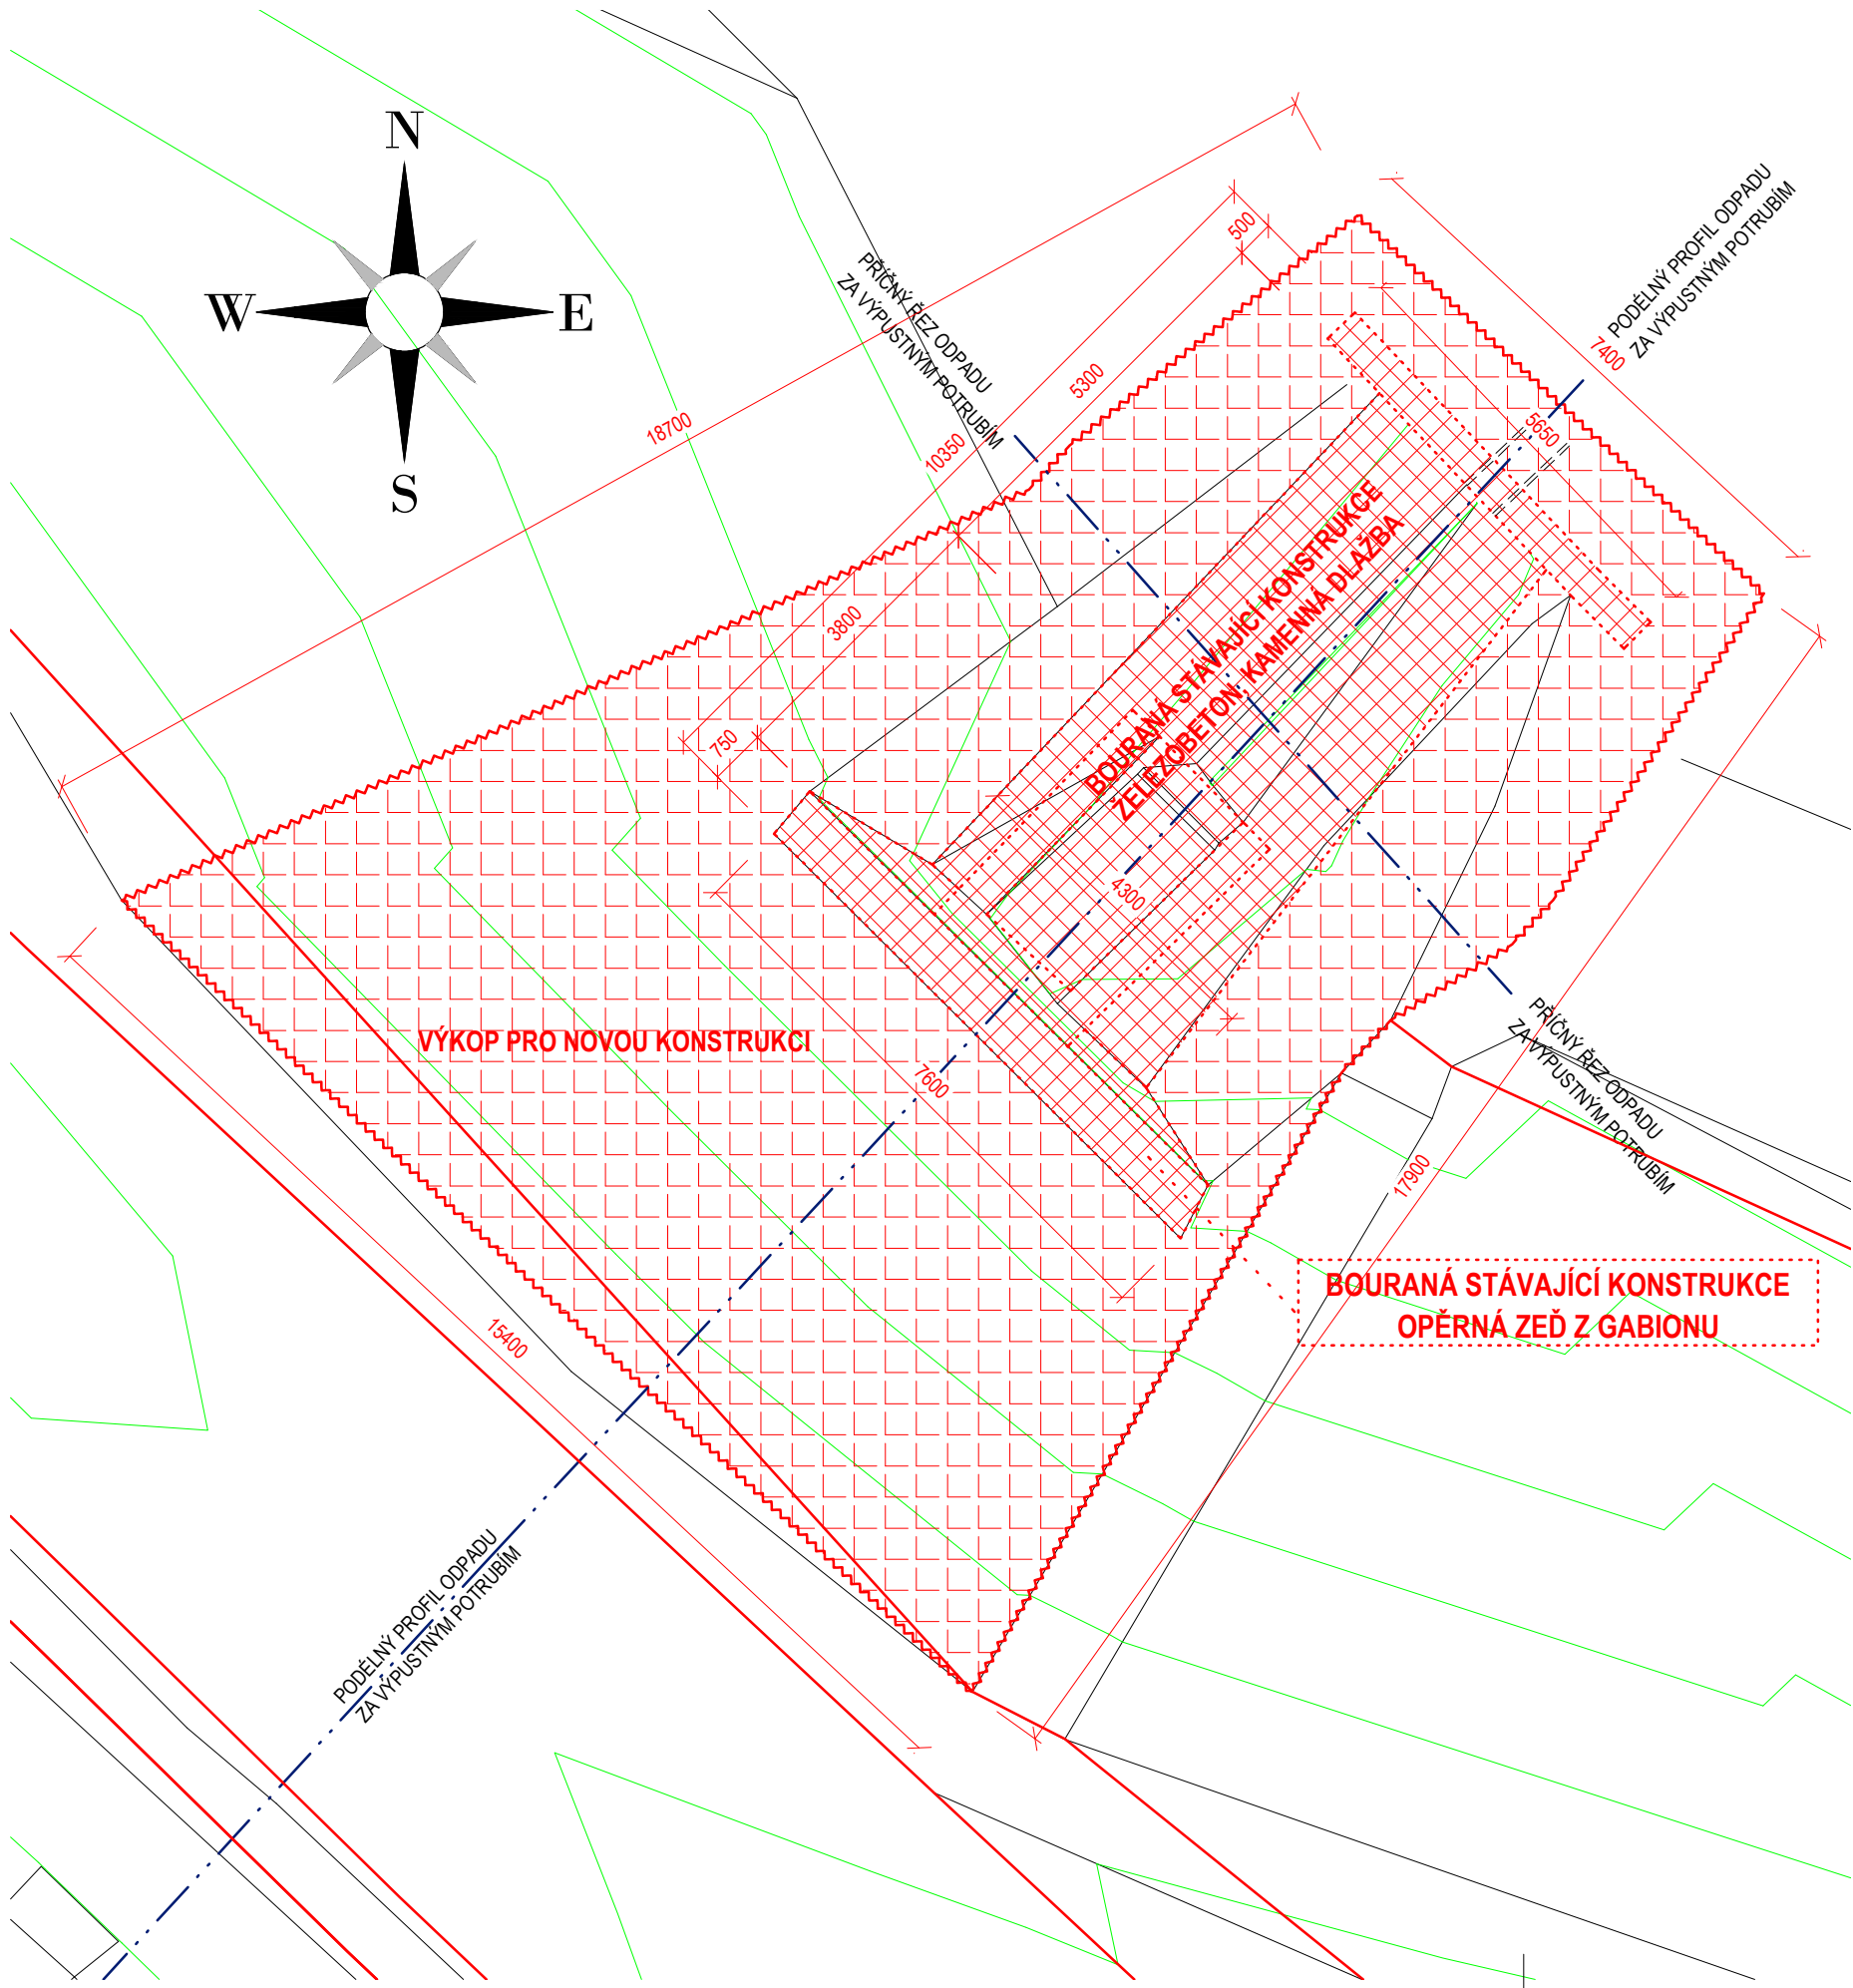 N
W
E
S
PŘÍČNÝ ŘEZ ODPADU
ZA VÝPUSTNÝM POTRUBÍM
PODÉLNÝ PROFIL ODPADU
ZA VÝPUSTNÝM POTRUBÍM
500
7400
5300
5650
18700
10350
3800
750
BOURANÁ STÁVAJÍCÍ KONSTRUKCE
ŽELEZOBETON, KAMENNÁ DLAŽBA
4300
VÝKOP PRO NOVOU KONSTRUKCI
7600
PŘÍČNÝ ŘEZ ODPADU
ZA VÝPUSTNÝM POTRUBÍM
17900
BOURANÁ STÁVAJÍCÍ KONSTRUKCE
OPĚRNÁ ZEĎ Z GABIONU
15400
PODÉLNÝ PROFIL ODPADU
ZA VÝPUSTNÝM POTRUBÍM